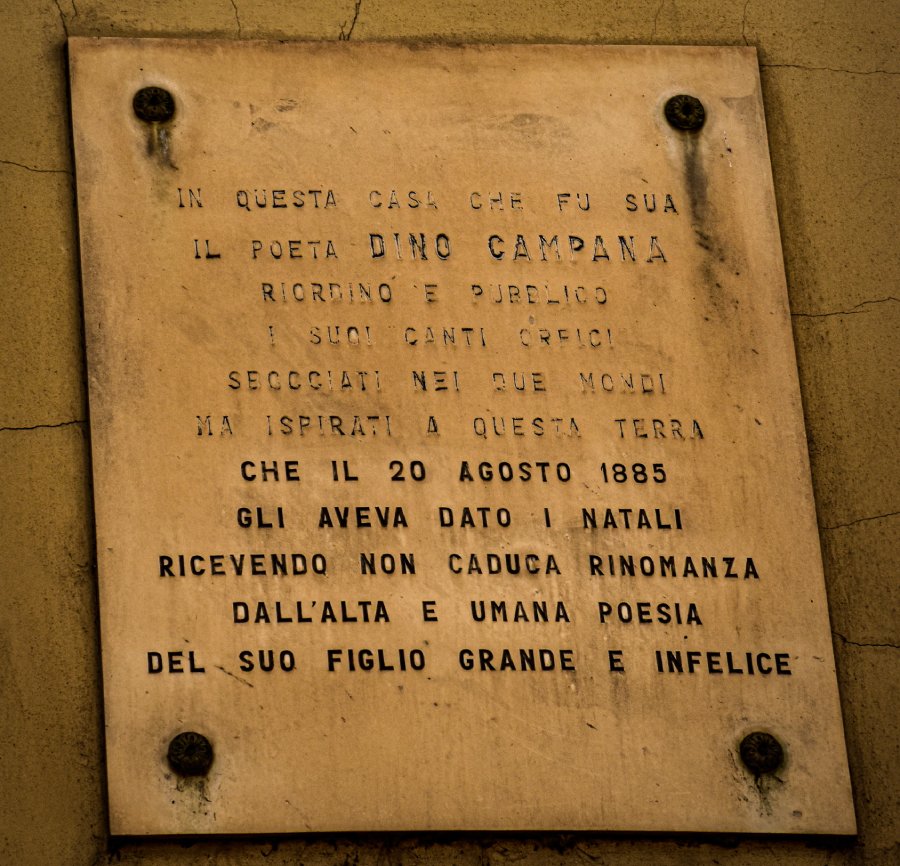 IN QUESTA CASA CHE FU SUA
IL POETA DINO CAMPANA
RIORDINO' E PUBBLICO
I SUOI CANTI ORFICI
SBOCCIATI NEI DUE MONDI
MA ISPIRATI A QUESTA TERRA
CHE IL 20 AGOSTO 1885
GLI AVEVA DATO I NATALI
RICEVENDO NON CADUCA RINOMANZA
DALL'ALTA E UMANA POESIA
DEL SUO FIGLIO GRANDE E INFELICE